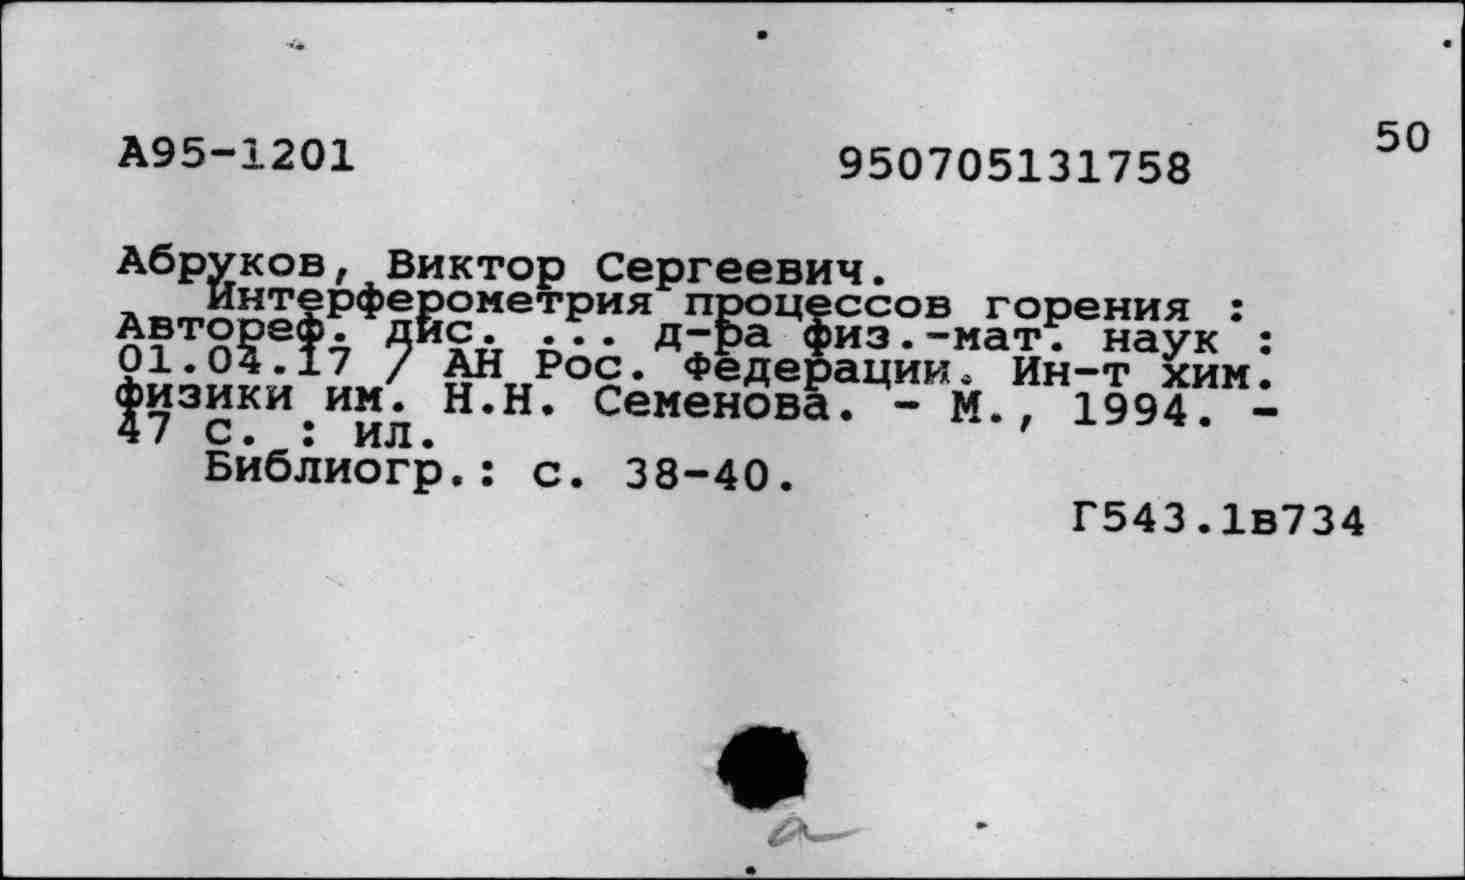 А95-1201
950705131758
50
Абруков, Виктор Сергеевич.
Интерферометрия процессов горения :
Автореф. дис. ... д-ра физ.-мат. наук :
01.04.17 / АН Рос. Федерации. Ин-т хим.
физики им. Н.Н. Семенова. - М., 1994. -
47 с. : ил.
Библиогр.: с. 38-40.
Г543.1в734